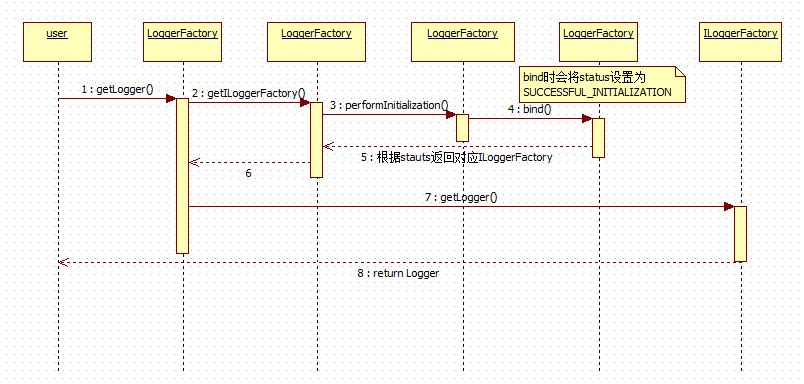 user
LoggerFactory
LoggerFactory
LoggerFactory
LoggerFactory
ILoggerFactory
bind时会将status设置为
SUCCESSFUL_INITIALIZATION
1 : getLogger()
2 : getILoggerFactory()
3 : performInitialization()
4 : bind()
5 : 根据stauts返回对应ILoggerFactory
6
7 : getLogger()
8 : return Logger